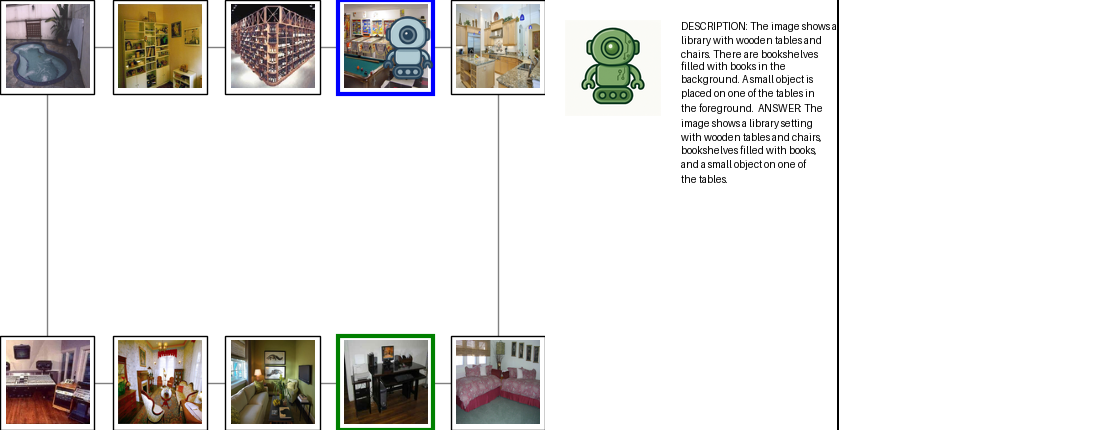 DESCRIPTION: The image shows a
library with wooden tables and
chairs. There are bookshelves
filled with books in the
background. A small object is
placed on one of the tables in
the foreground. ANSWER: The
image shows a library setting
with wooden tables and chairs,
bookshelves filled with books,
and a small object on one of
the tables.